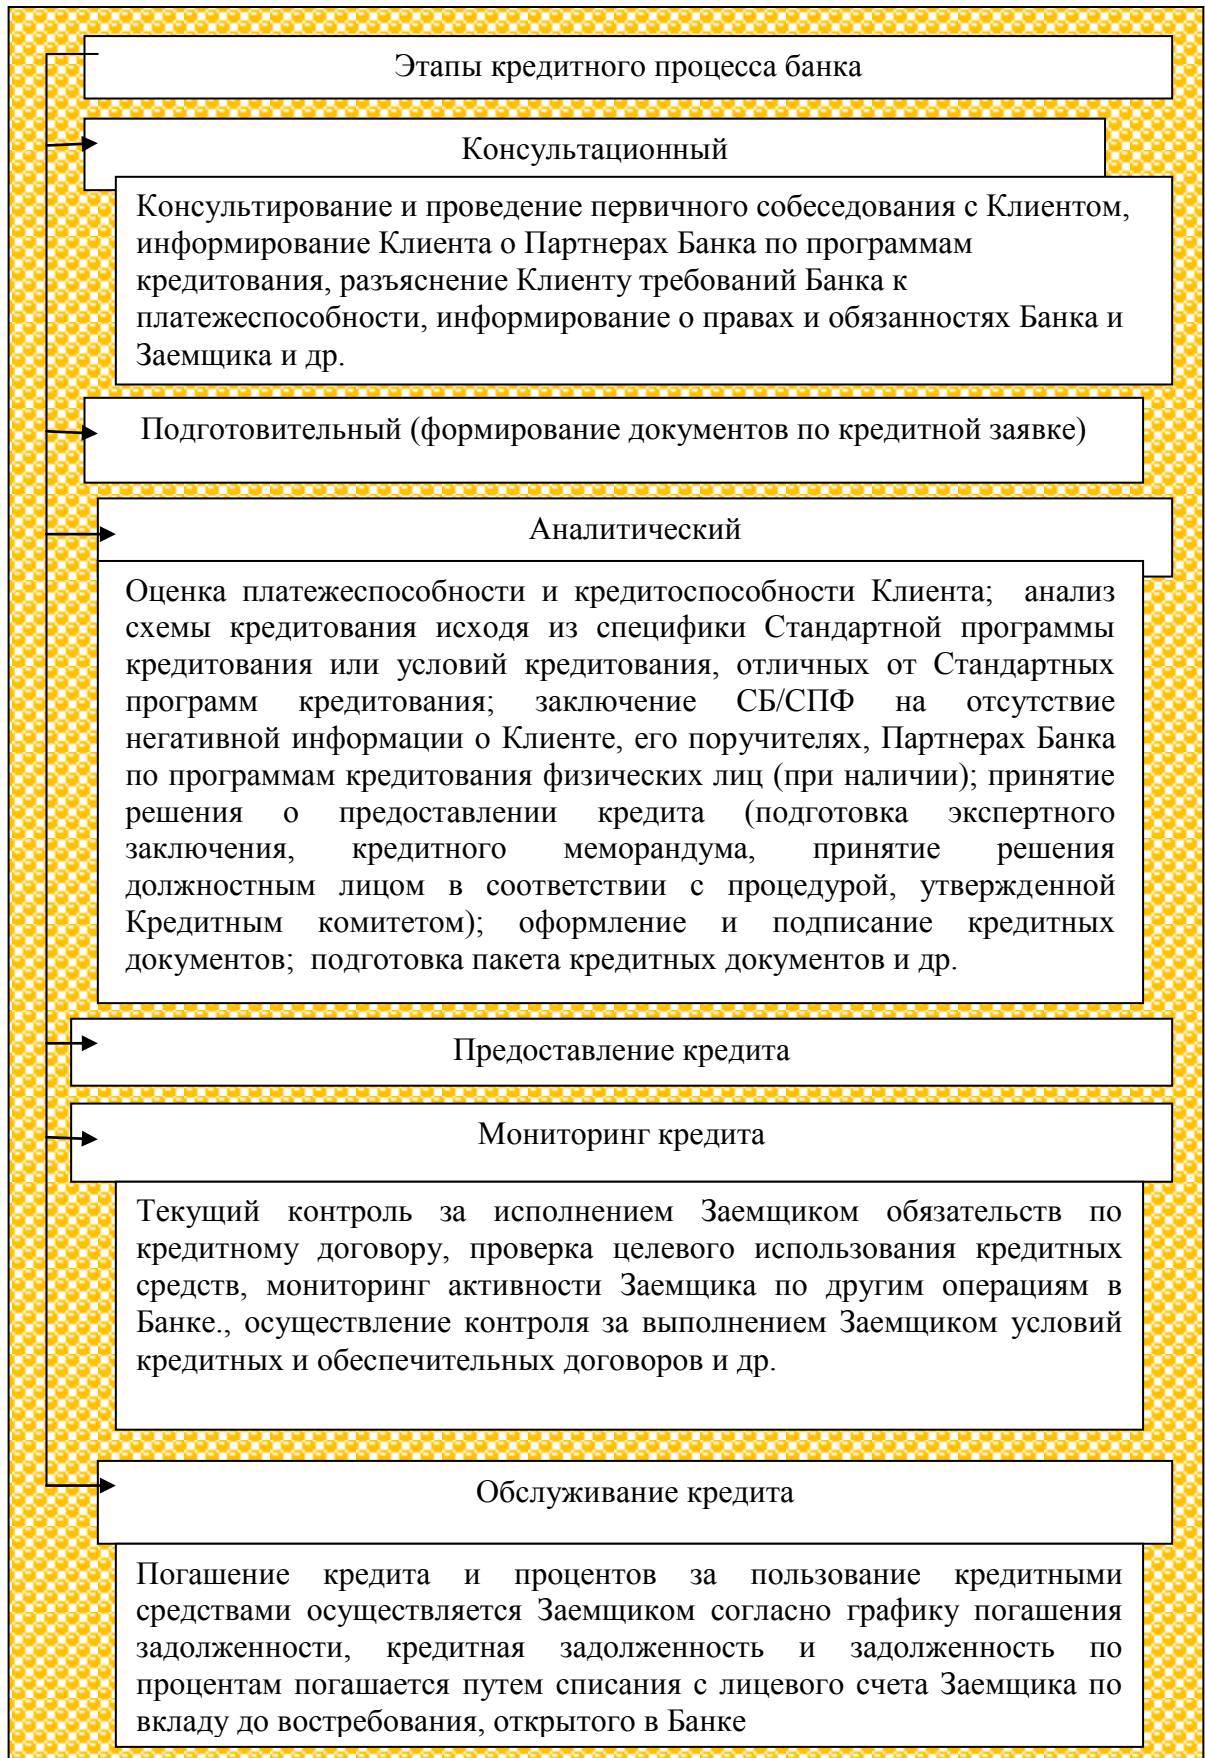 Этапы кредитного процесса банка
Консультационный
Консультирование и проведение первичного собеседования с Клиентом,
информирование Клиента о Партнерах Банка по программам
кредитования, разъяснение Клиенту требований Банка к
платежеспособности, информирование о правах и обязанностях Банка и
Заемщика и др.
Подготовительный (формирование документов по кредитной заявке)
Аналитический
Оценка платежеспособности и кредитоспособности Клиента; анализ
схемы кредитования исходя из специфики Стандартной программы
кредитования или условий кредитования, отличных от Стандартных
программ кредитования; заключение СБ/СПФ на отсутствие
негативной информации о Клиенте, его поручителях, Партнерах Банка
по программам кредитования физических лиц (при наличии); принятие
решения о предоставлении кредита (подготовка экспертного
заключения, кредитного меморандума, принятие решения
должностным лицом в соответствии с процедурой, утвержденной
Кредитным комитетом); оформление и подписание кредитных
документов; подготовка пакета кредитных документов и др.
Предоставление кредита
Мониторинг кредита
Текущий контроль за исполнением Заемщиком обязательств по
кредитному договору, проверка целевого использования кредитных
средств, мониторинг активности Заемщика по другим операциям в
Банке., осуществление контроля за выполнением Заемщиком условий
кредитных и обеспечительных договоров и др.
Обслуживание кредита
Погашение кредита и процентов за пользование кредитными
средствами осуществляется Заемщиком согласно графику погашения
задолженности, кредитная задолженность и задолженность по
процентам погашается путем списания с лицевого счета Заемщика по
вкладу до востребования, открытого в Банке